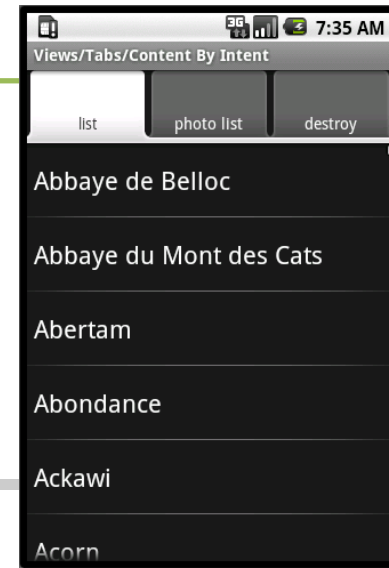 3G 7:35 AM
Views/Tabs/Content By Intent
list photo list destroy
Abbaye de Belloc
Abbaye du Mont des Cats
Abertam
Abondance
Ackawi
Acorn